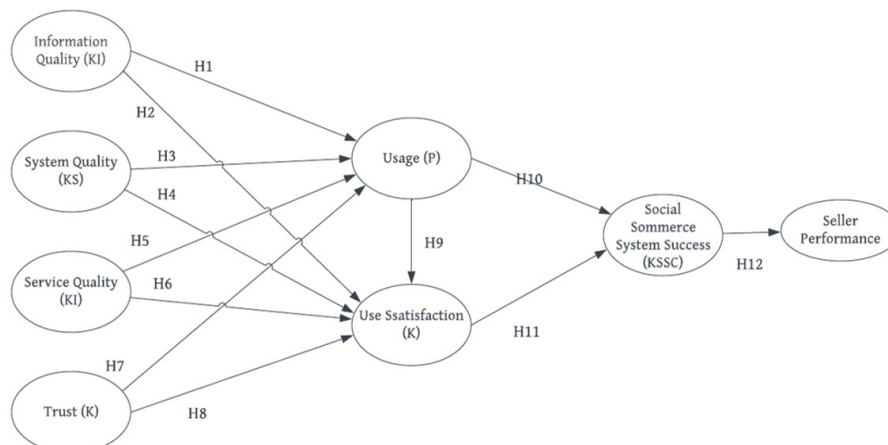 Information
Quality (KI)
H1
H2
System Quality
(KS)
H3
H4
Usage (P)
H5
Service Quality
(KI)
H6
H7
Trust (K)
H8
H9
Use Ssatisfaction
(K)
H10
H11
Social
Sommerce
System Success
(KSSC)
H12
Seller
Performance